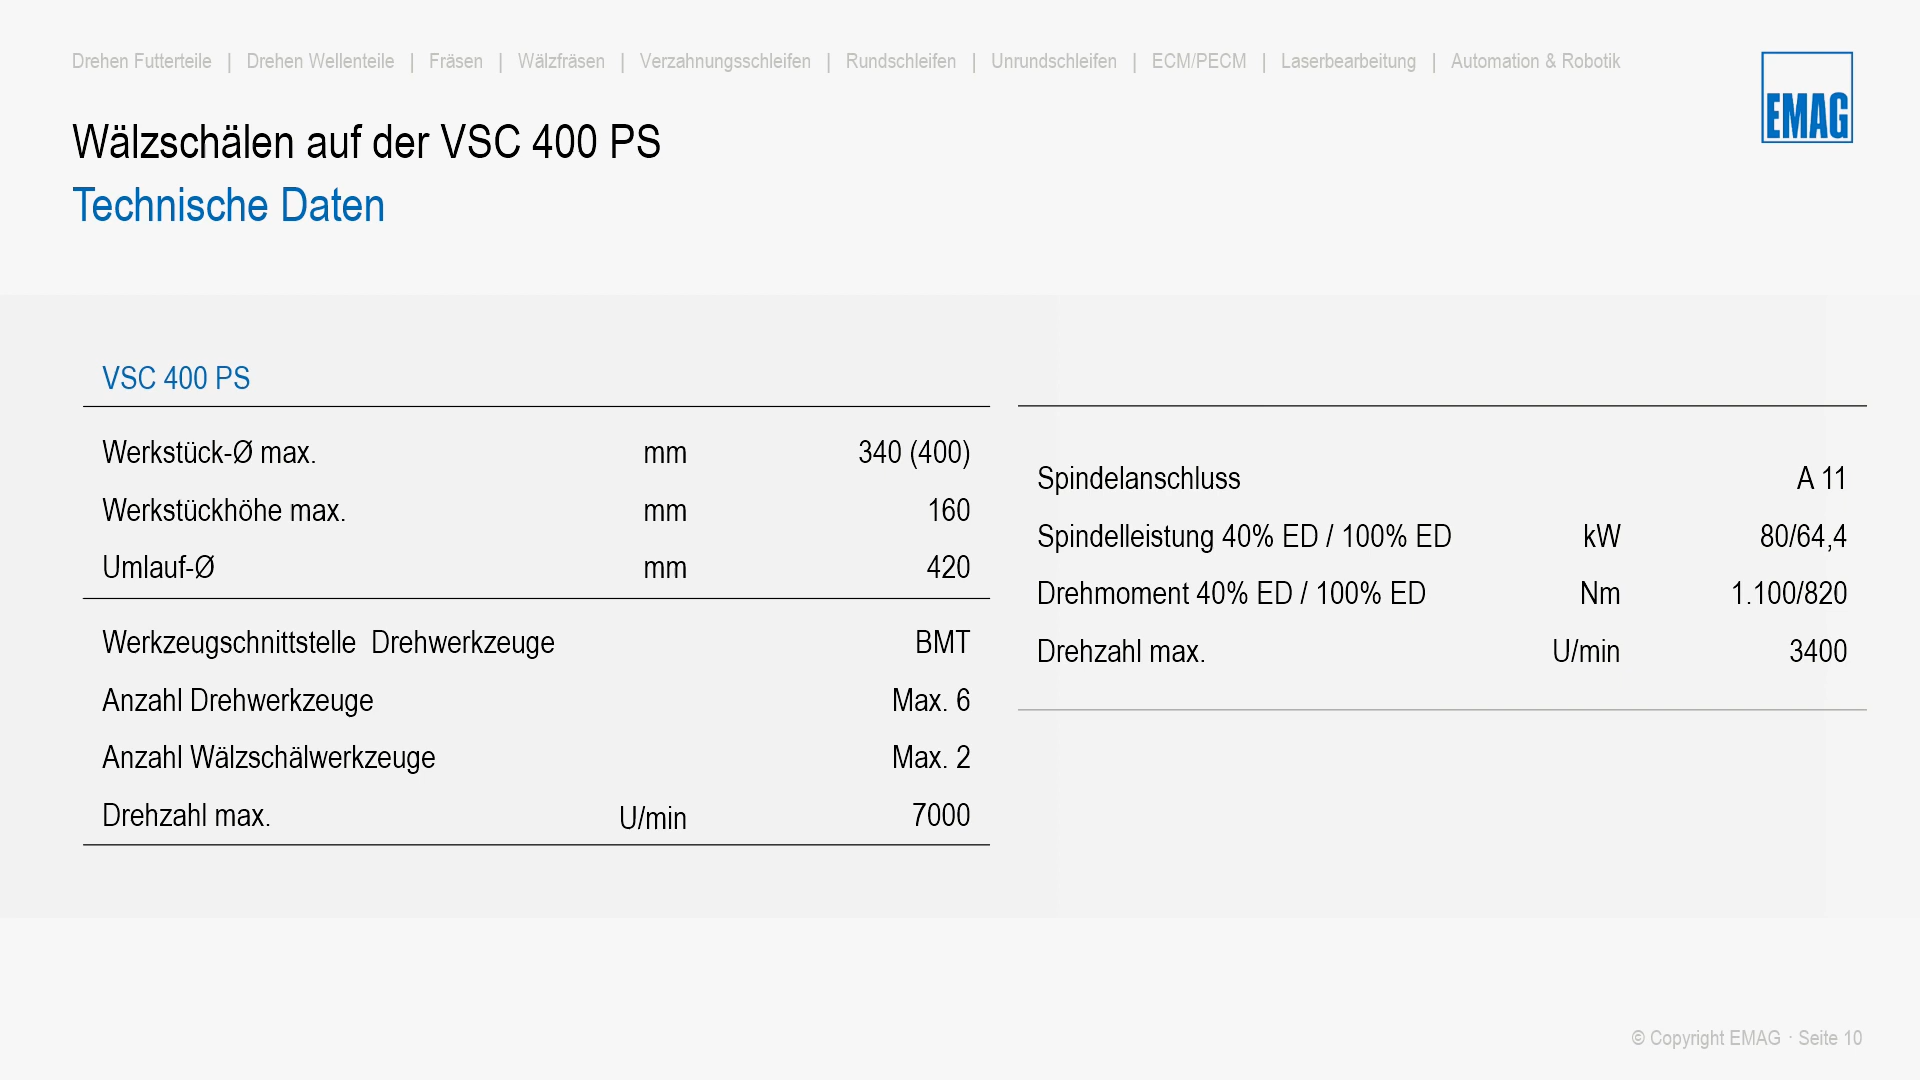 Drehen Futterteile | Drehen Wellenteile | Fräsen | Wälzfräsen | Verzahnungsschleifen | Rundschleifen | Unrundschleifen | ECM/PECM | Laserbearbeitung | Automation & Robotik
EMAG
Wälzschälen auf der VSC 400 PS
Technische Daten
VSC 400 PS
Werkstück-Ø max. mm 340 (400)
Werkstückhöhe max. mm 160
Umlauf-Ø mm 420
Werkzeugschnittstelle Drehwerkzeuge BMT
Anzahl Drehwerkzeuge Max. 6
Anzahl Wälzschälwerkzeuge Max. 2
Drehzahl max. U/min 7000
Spindelanschluss A 11
Spindelleistung 40% ED / 100% ED kW 80/64,4
Drehmoment 40% ED / 100% ED Nm 1.100/820
Drehzahl max. U/min 3400
© Copyright EMAG · Seite 10